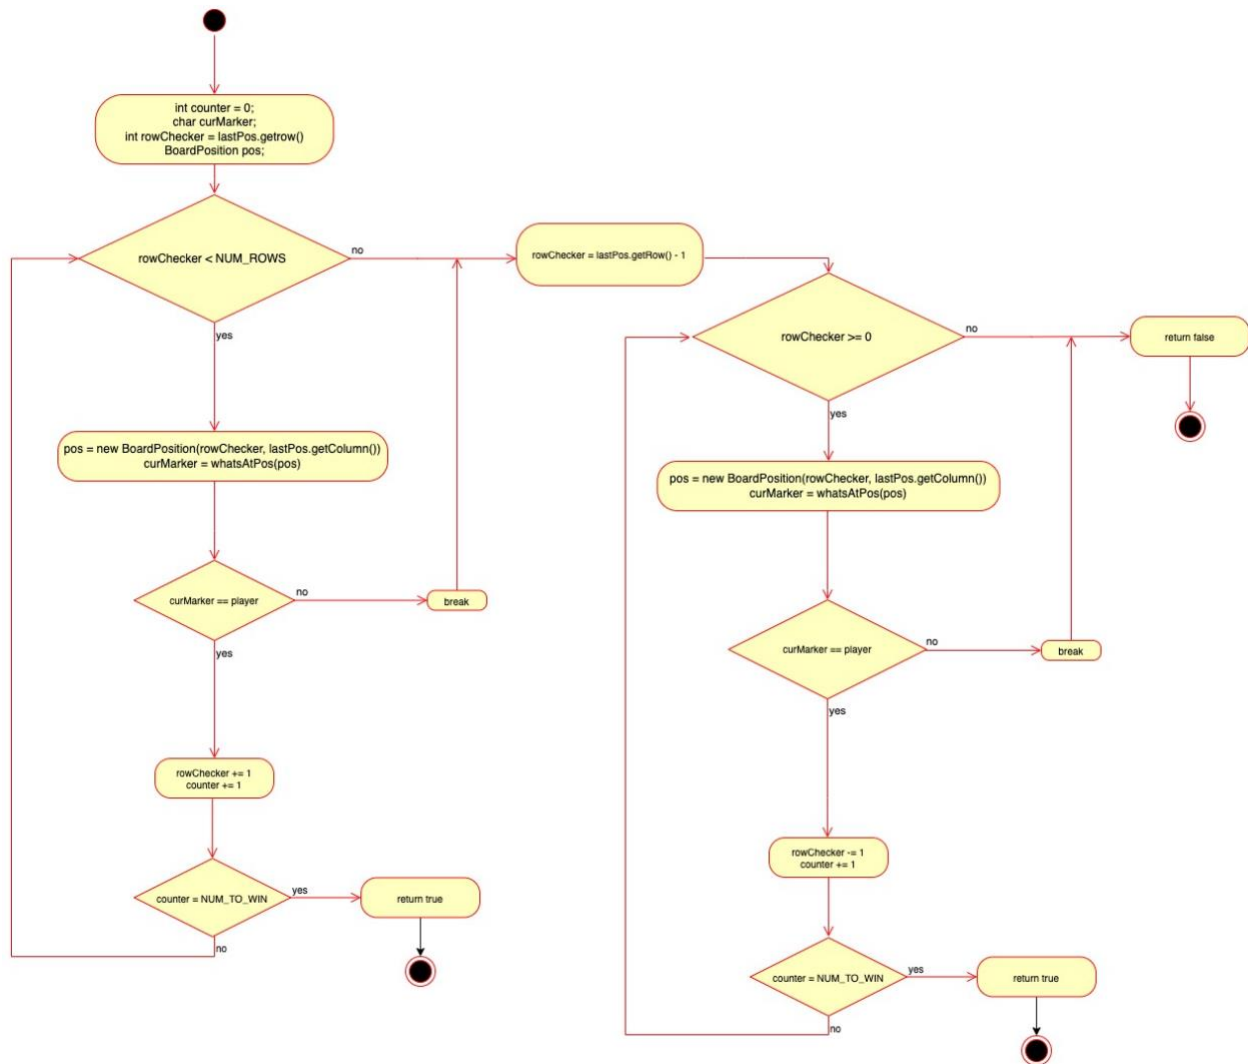 int counter = 0;
char curMarker;
int rowChecker = lastPos.getrow()
BoardPosition pos;
rowChecker < NUM_ROWS
no
yes
pos = new BoardPosition(rowChecker, lastPos.getColumn())
curMarker = whatsAtPos(pos)
curMarker == player
no
break
yes
rowChecker += 1
counter += 1
counter = NUM_TO_WIN
yes
return true
no
rowChecker = lastPos.getRow() - 1
rowChecker >= 0
no
return false
yes
pos = new BoardPosition(rowChecker, lastPos.getColumn())
curMarker = whatsAtPos(pos)
curMarker == player
no
break
yes
rowChecker -= 1
counter += 1
counter = NUM_TO_WIN
yes
return true
no